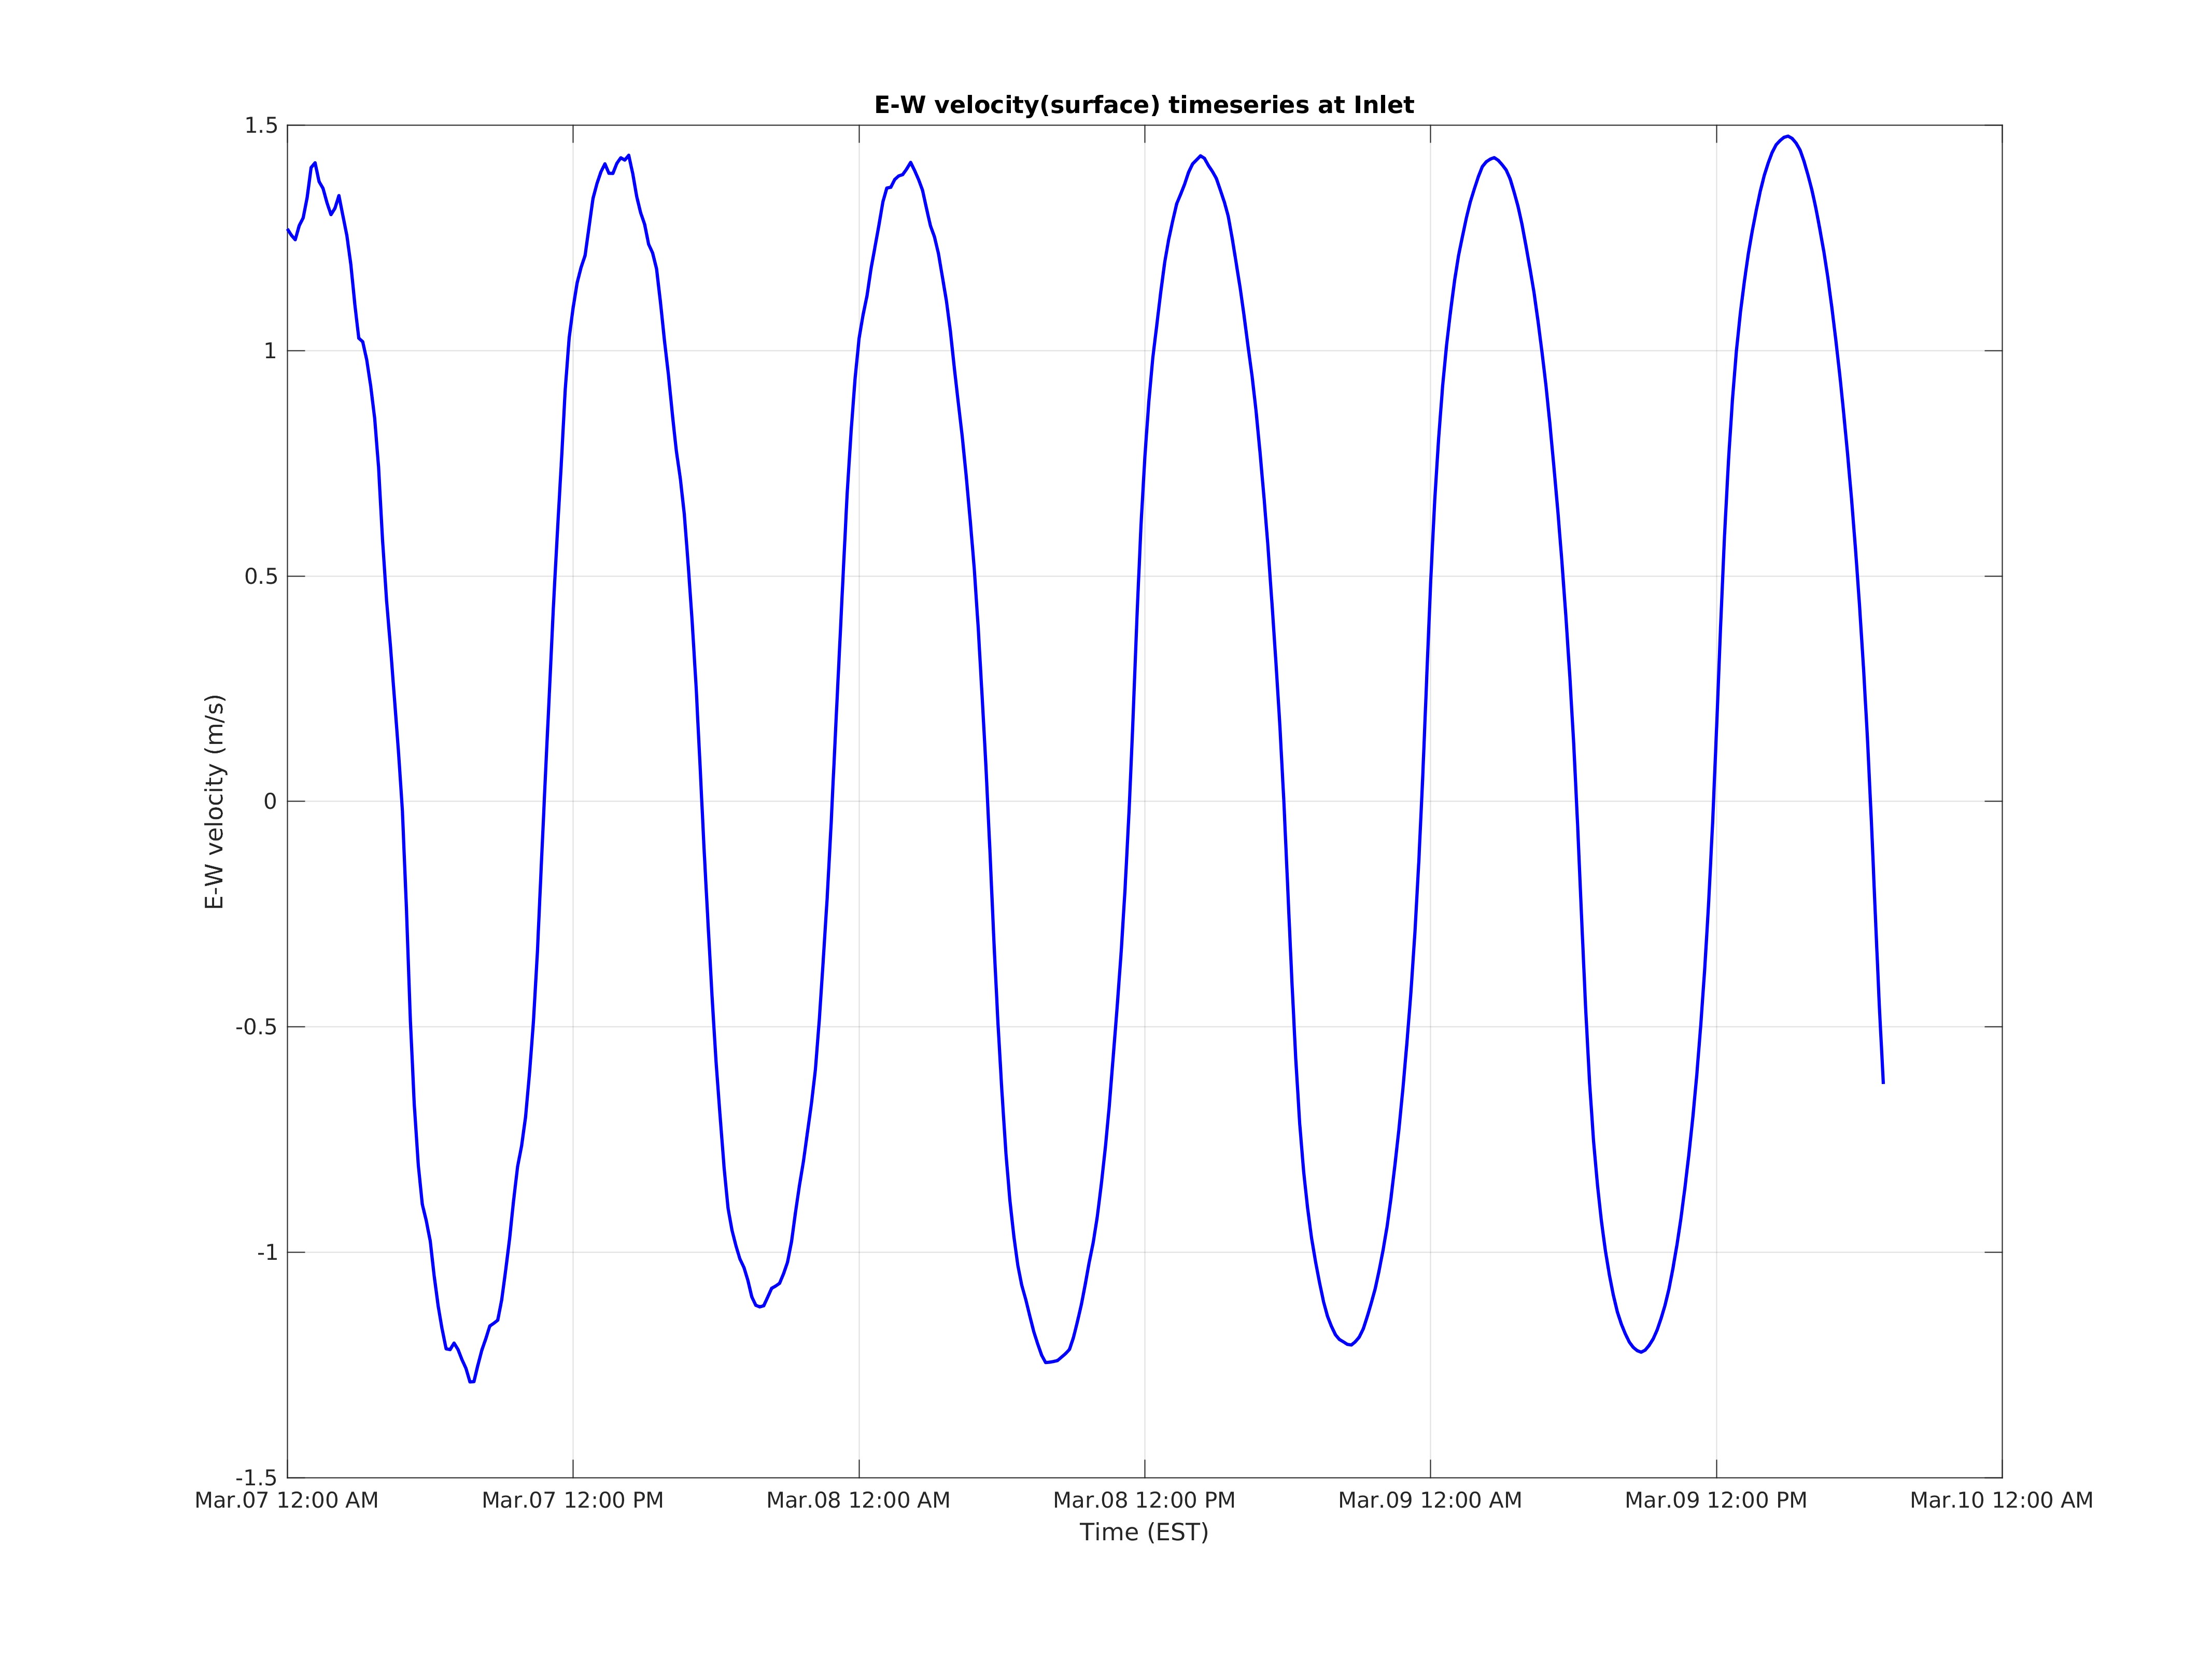 E-W velocity(surface) timeseries at Inlet
1.5
1
0.5
0
-0.5
-1
-1.5
E-W velocity (m/s)
Mar.07 12:00 AM Mar.07 12:00 PM Mar.08 12:00 AM Mar.08 12:00 PM Mar.09 12:00 AM Mar.09 12:00 PM Mar.10 12:00 AM
Time (EST)